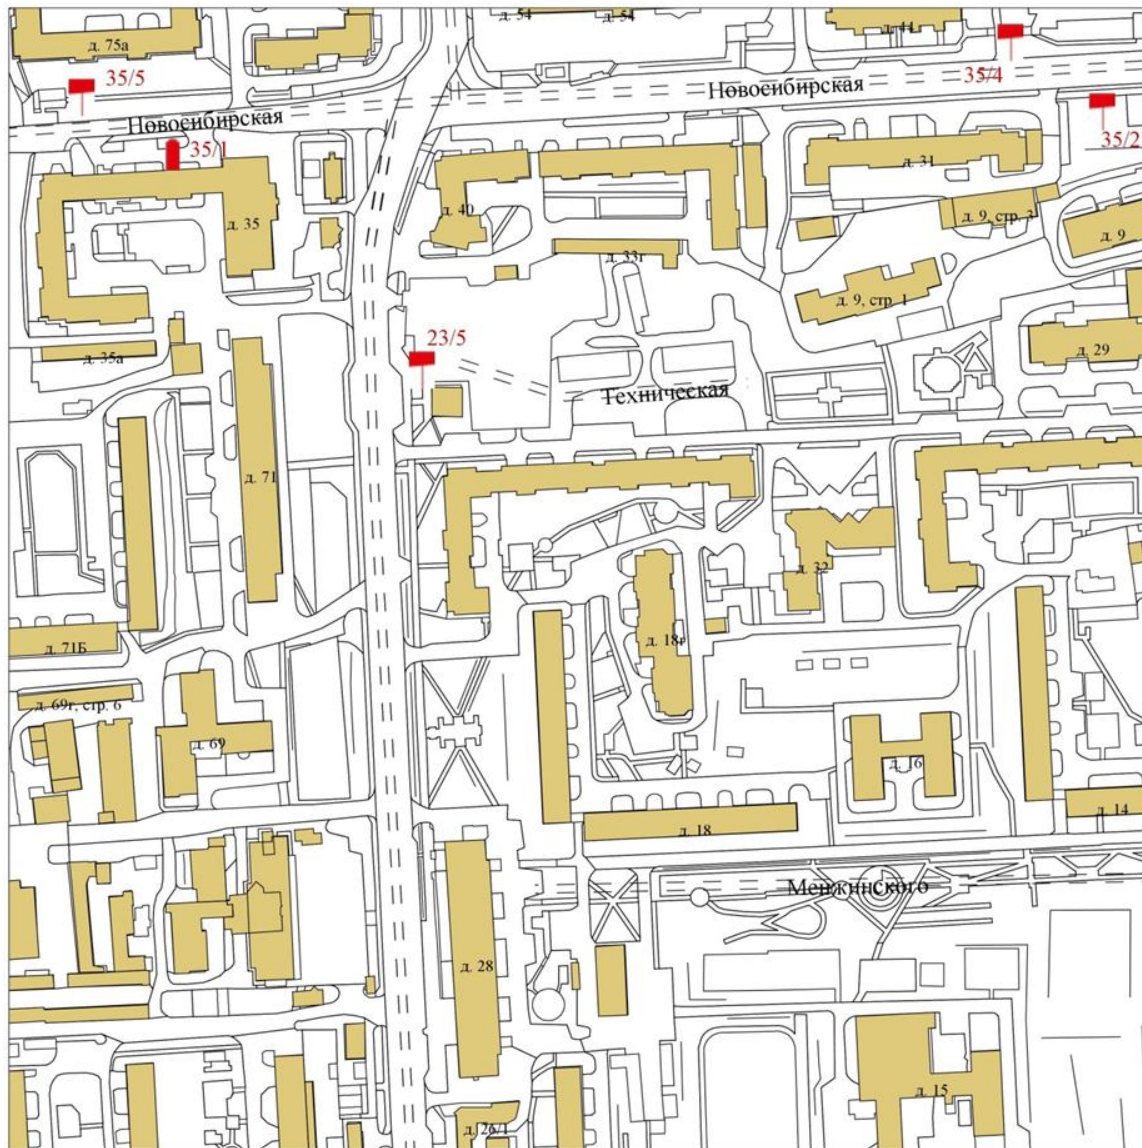 д. 54
д. 54
д. 44
д. 75а
35/5
35/4
Новосибирская
Новосибирская
35/1
35/2
д. 31
д. 35
д. 40
д. 9, стр. 3
д. 9
д. 33г
д. 9, стр. 1
23/5
д. 35а
д. 29
Техническая
д. 71
д. 32
д. 71Б
д. 18г
д. 69г, стр. 6
д. 69
д. 16
д. 14
д. 18
Менжинского
д. 28
д. 15
д. 26/1